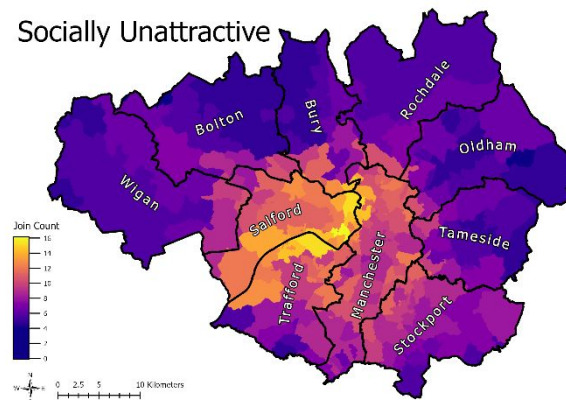 Socially Unattractive
Rochdale
Bury
Bolton
Oldham
Wigan
Salford
Tameside
Manchester
Trafford
Stockport
Join Count
16
14
12
10
8
6
4
2
0
N
W E
S
0 2.5 5 10 Kilometers